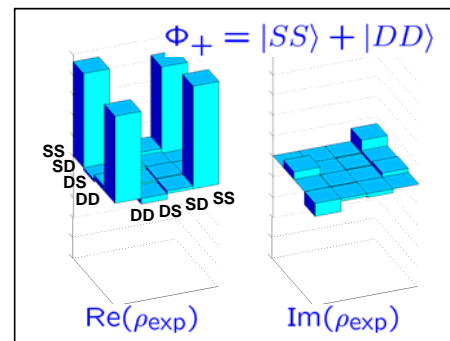 Φ₊ = |SS⟩ + |DD⟩
SS
SD
DS
DD
DD DS SD SS
Re(ρexp) Im(ρexp)